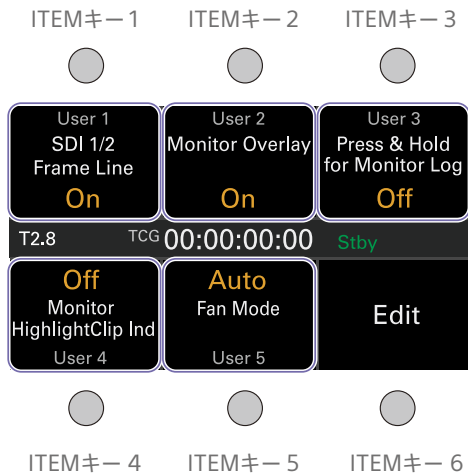 ITEMキー 1 ITEMキー 2 ITEMキー 3
User 1
SDI 1/2
Frame Line
On
User 2
Monitor Overlay
On
User 3
Press & Hold
for Monitor Log
Off
T2.8 TCG 00:00:00:00 Stby
Off
Monitor
HighlightClip Ind
User 4
Auto
Fan Mode
User 5
Edit
ITEMキー 4 ITEMキー 5 ITEMキー 6